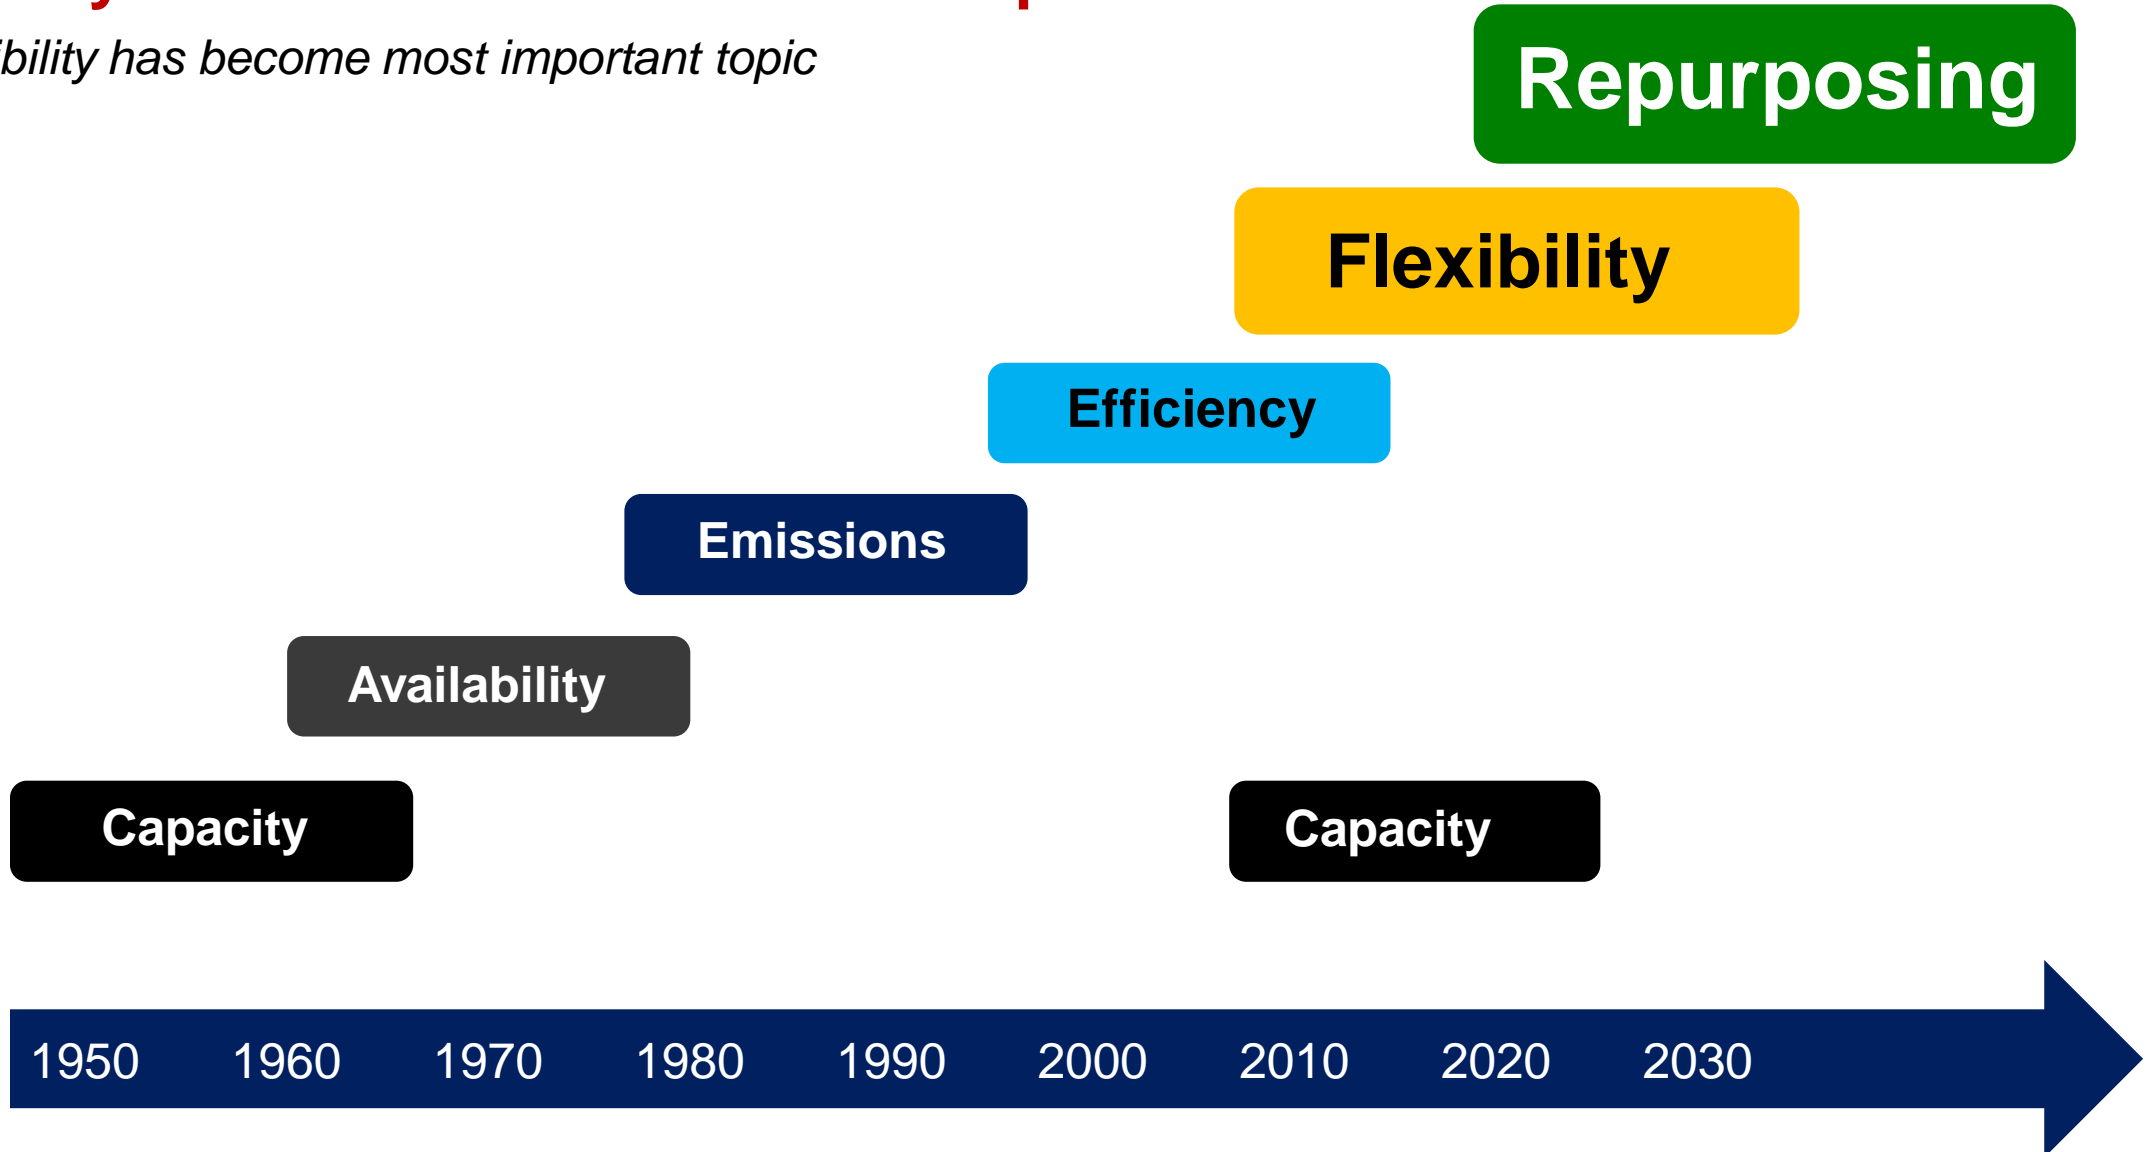 has become most important topic
Repurposing
Flexibility
Efficiency
Emissions
Availability
Capacity
Capacity
1950 1960 1970 1980 1990 2000 2010 2020 2030